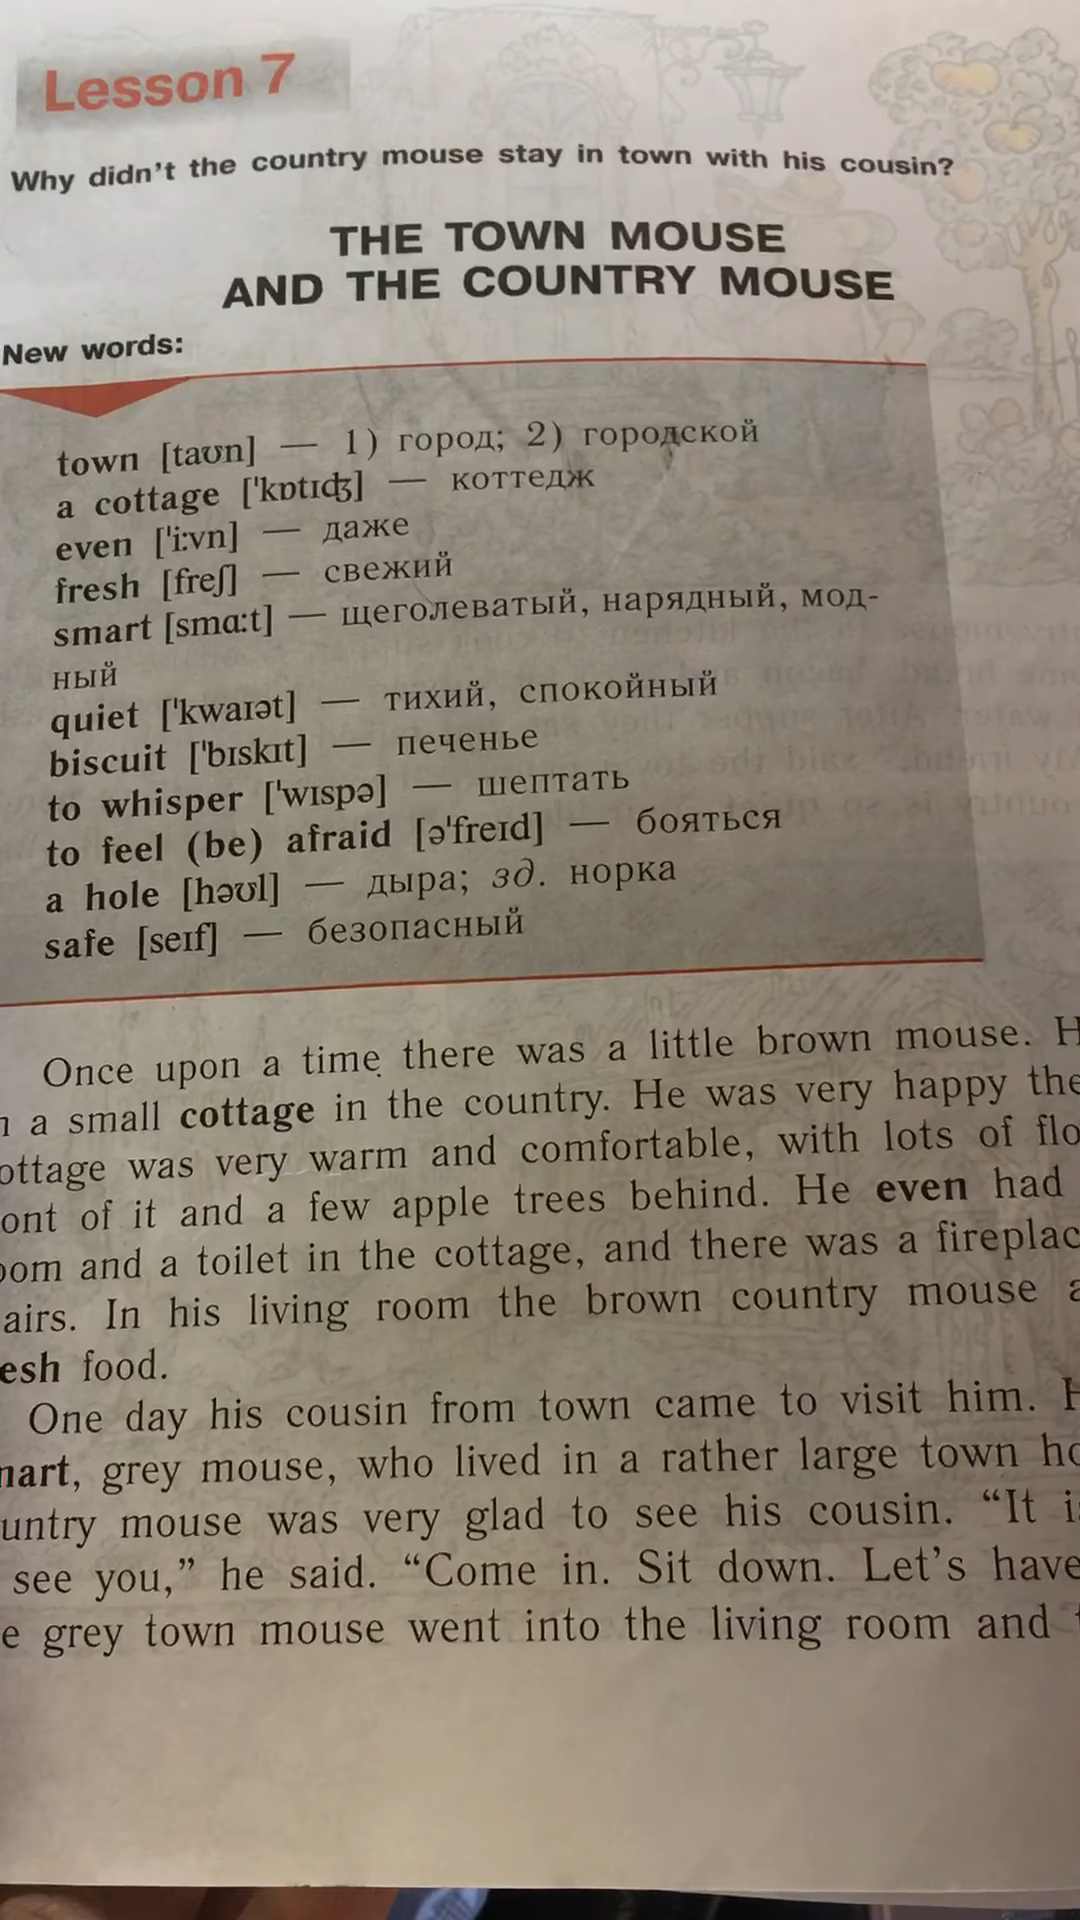 Lesson 7
Why didn't the country mouse stay in town with his cousin?
THE TOWN MOUSE
AND THE COUNTRY MOUSE
New words:
town [taʊn] — 1) город; 2) городской
a cottage ['kɒtɪʤ] — коттедж
even ['i:vn] — даже
fresh [freʃ] — свежий
smart [smɑ:t] — щеголеватый, нарядный, мод-
ный
quiet ['kwaɪət] — тихий, спокойный
biscuit ['bɪskɪt] — печенье
to whisper ['wɪspə] — шептать
to feel (be) afraid [ə'freɪd] — бояться
a hole [həʊl] — дыра; зд. норка
safe [seɪf] — безопасный
Once upon a time there was a little brown mouse. H
a small cottage in the country. He was very happy the
ottage was very warm and comfortable, with lots of flo
ont of it and a few apple trees behind. He even had
oom and a toilet in the cottage, and there was a fireplac
airs. In his living room the brown country mouse a
esh food.
One day his cousin from town came to visit him. H
mart, grey mouse, who lived in a rather large town ho
untry mouse was very glad to see his cousin. “It i
see you,” he said. “Come in. Sit down. Let's have
e grey town mouse went into the living room and